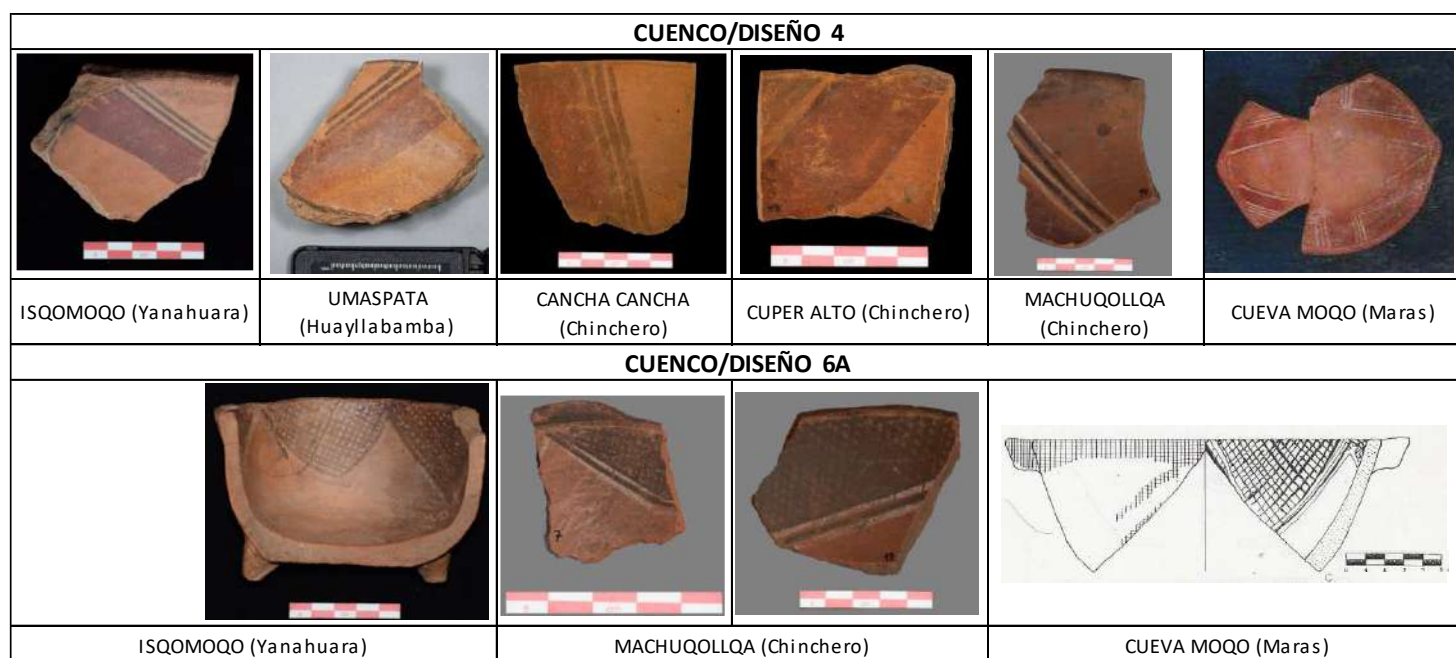 CUENCO/DISEÑO 4
ISQOMOQO (Yanahuara)
UMASPATA
(Huayllabamba)
CANCHA CANCHA
(Chinchero)
CUPER ALTO (Chinchero)
MACHUQOLLQA
(Chinchero)
CUEVA MOQO (Maras)
CUENCO/DISEÑO 6A
7
ISQOMOQO (Yanahuara)
MACHUQOLLQA (Chinchero)
CUEVA MOQO (Maras)